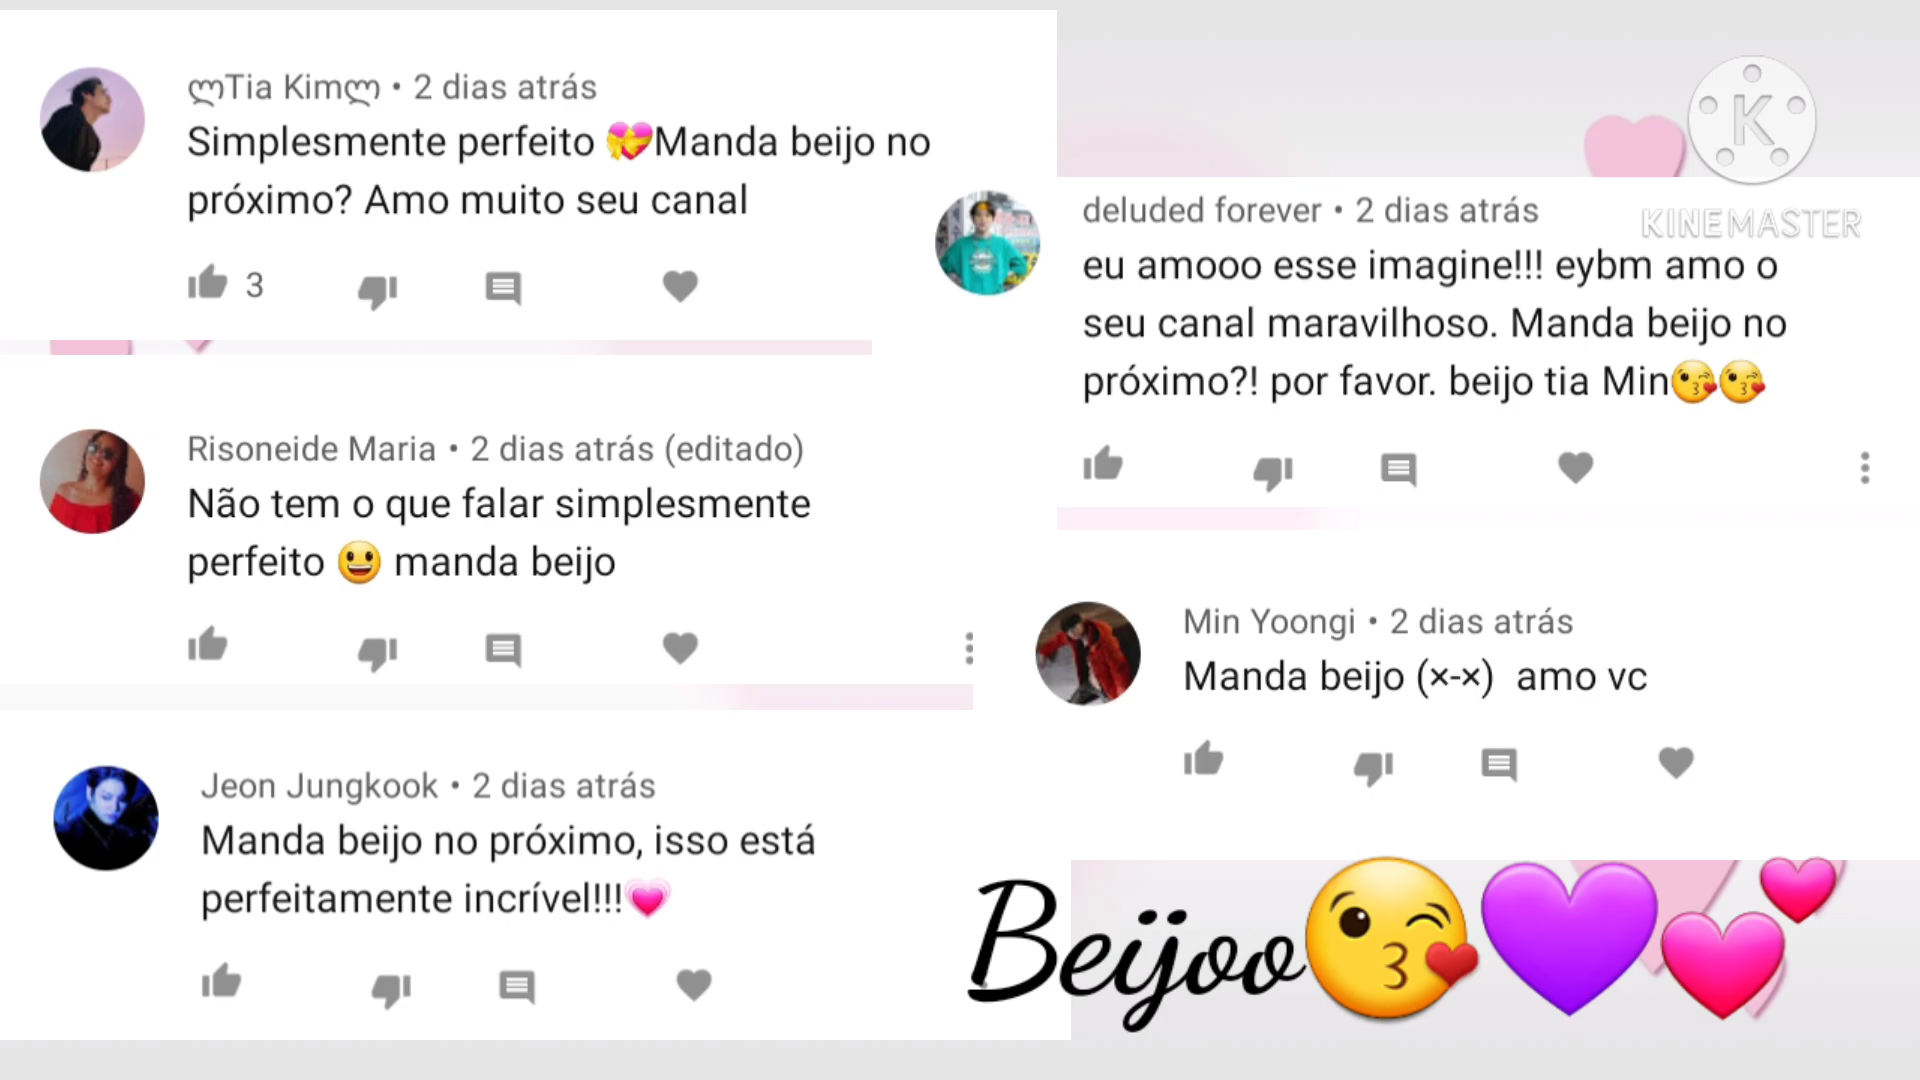 ლTia Kimლ • 2 dias atrás
Simplesmente perfeito 💝Manda beijo no
próximo? Amo muito seu canal
3
Risoneide Maria • 2 dias atrás (editado)
Não tem o que falar simplesmente
perfeito 😃 manda beijo
Jeon Jungkook • 2 dias atrás
Manda beijo no próximo, isso está
perfeitamente incrível!!!💗
K
KINEMASTER
deluded forever • 2 dias atrás
eu amooo esse imagine!!! eybm amo o
seu canal maravilhoso. Manda beijo no
próximo?! por favor. beijo tia Min😘😘
Min Yoongi • 2 dias atrás
Manda beijo (×-×)  amo vc
Beijoo😘💜💕